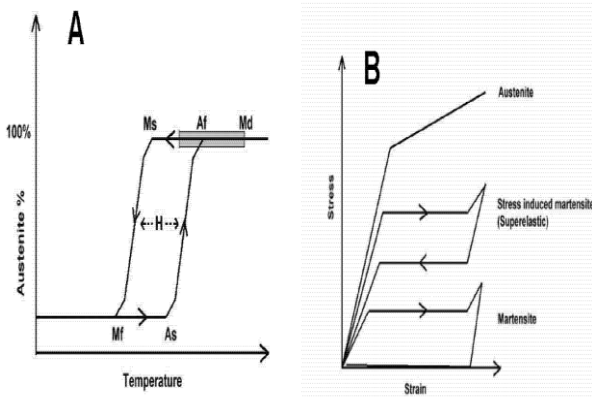 A
100%
Ms
Af
Md
Austenite %
H
Mf
As
Temperature
B
Austenite
Stress
Stress induced martensite
(Superelastic)
Martensite
Strain